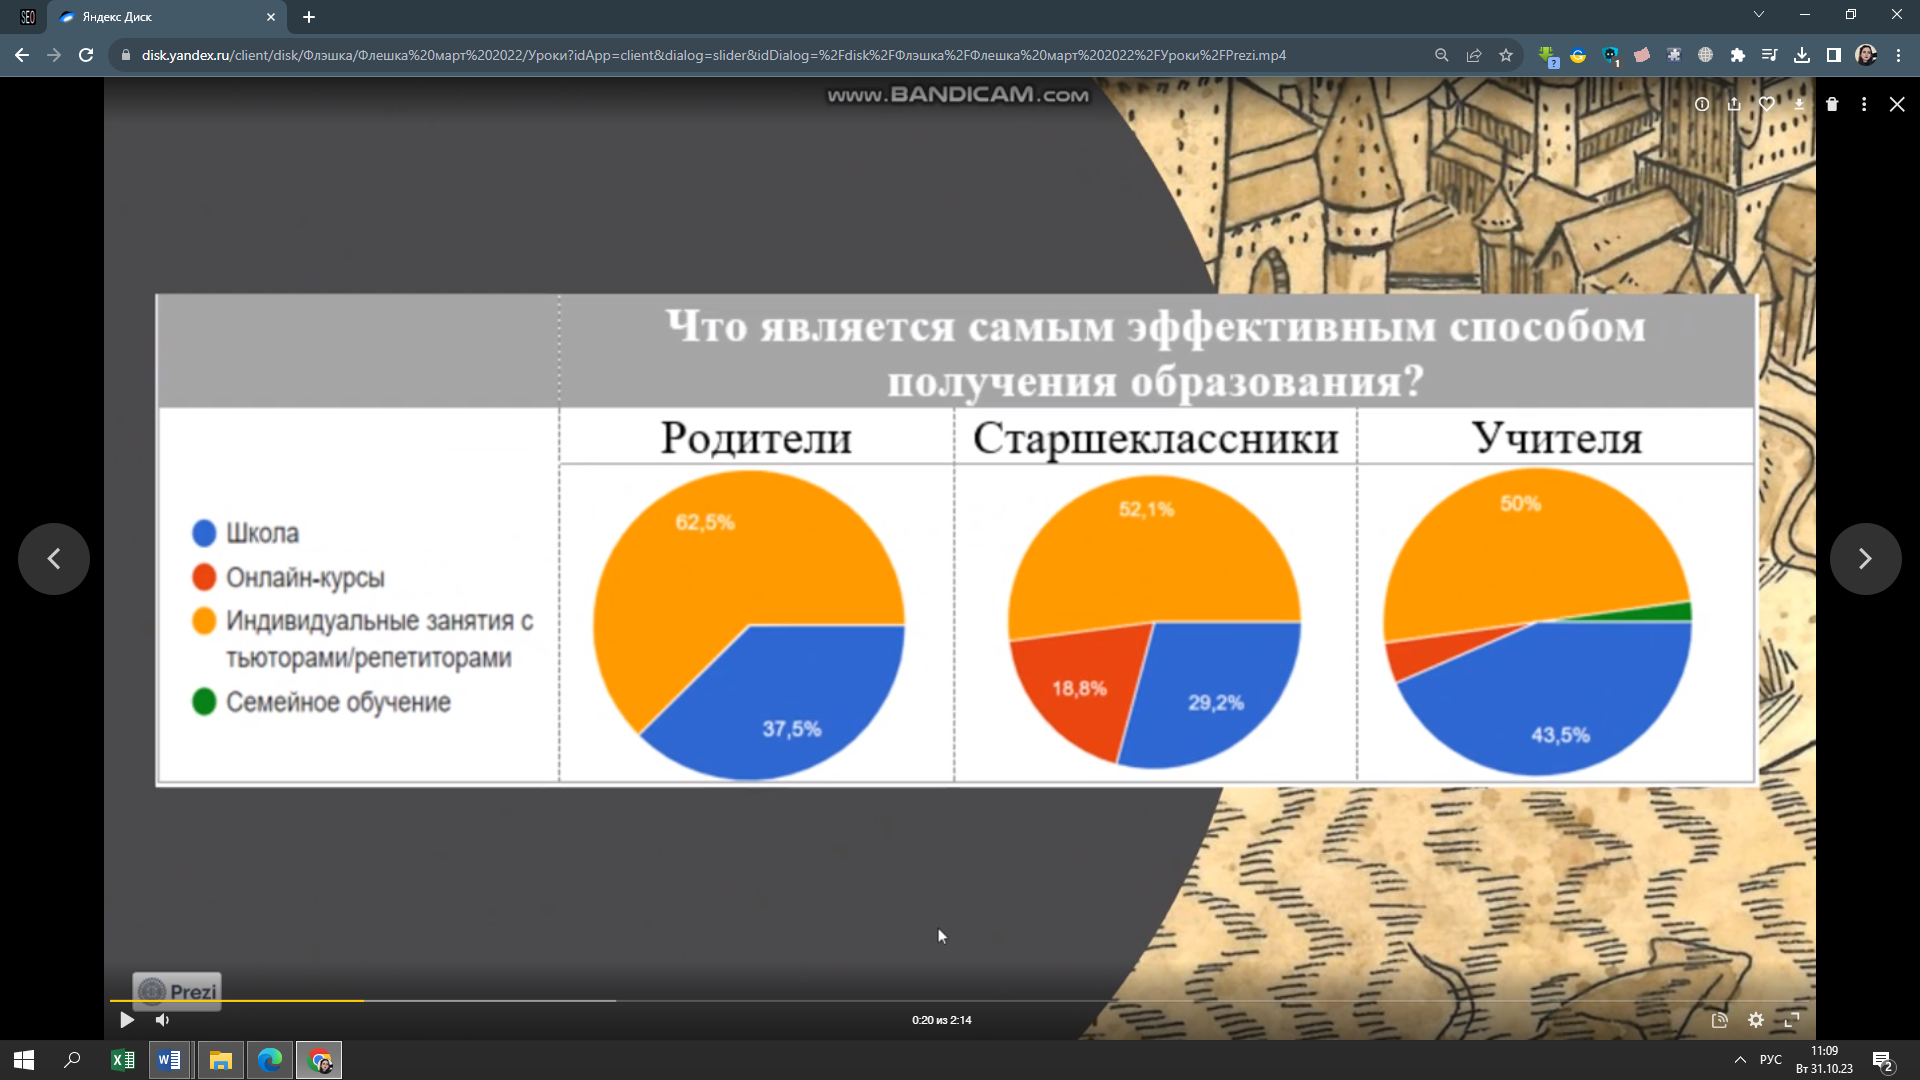 SEO
Яндекс Диск
disk.yandex.ru/client/disk/Флэшка/Флешка%20март%202022/Уроки?idApp=client&dialog=slider&idDialog=%2Fdisk%2FФлэшка%2FФлешка%20март%202022%2FУроки%2FPrezi.mp4
?
1
www.BANDICAM.com
Что является самым эффективным способом
получения образования?
Родители
Старшеклассники
Учителя
Школа
Онлайн-курсы
Индивидуальные занятия с
тьюторами/репетиторами
Семейное обучение
62,5%
37,5%
52,1%
18,8%
29,2%
50%
43,5%
Prezi
0:20 из 2:14
РУС
11:09
Вт 31.10.23
2